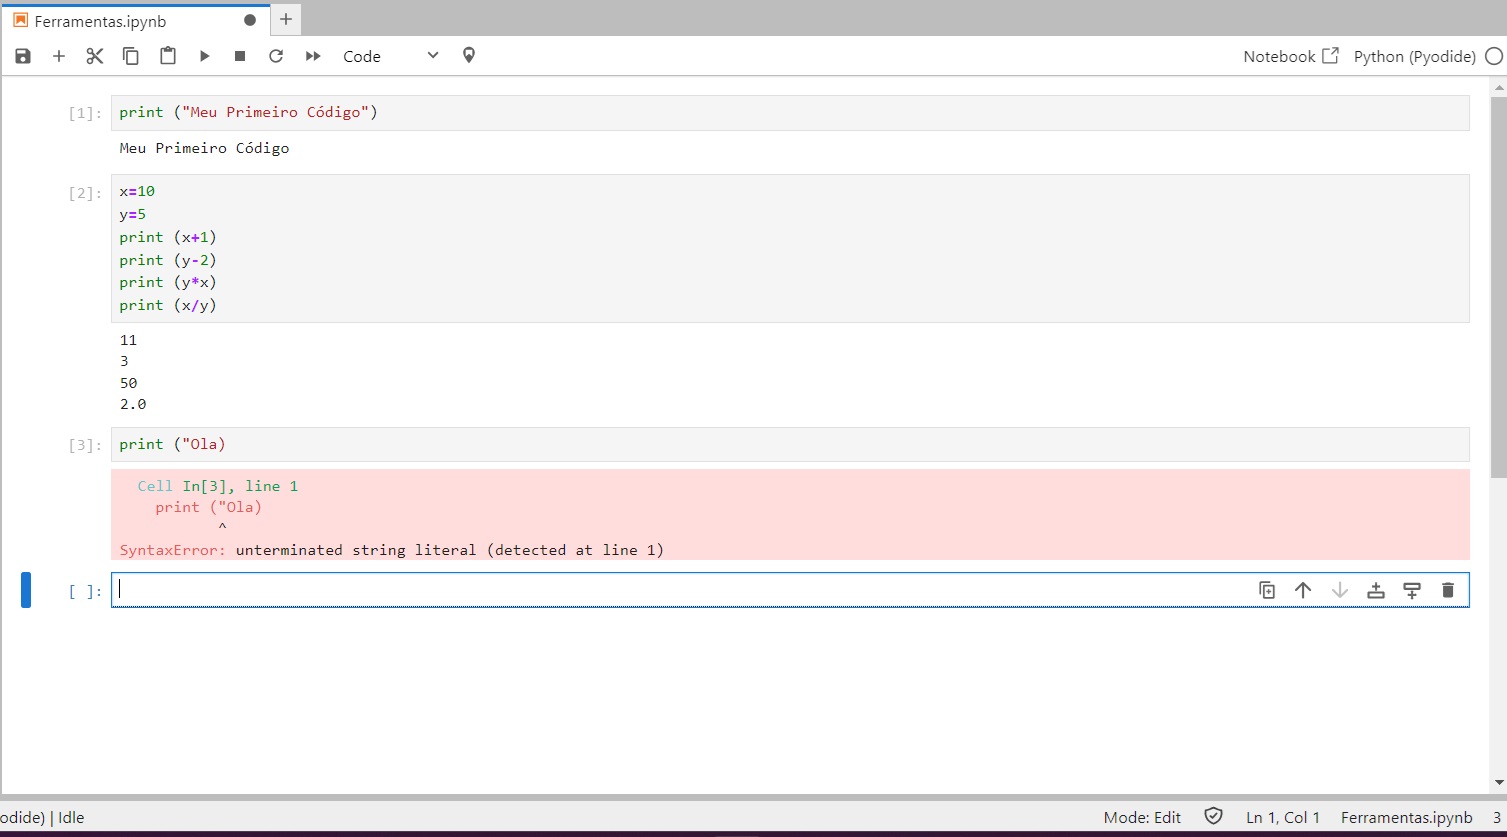 Ferramentas.ipynb
Code
Notebook
Python (Pyodide)
[1]:
print ("Meu Primeiro Código")
Meu Primeiro Código
[2]:
x=10
y=5
print (x+1)
print (y-2)
print (y*x)
print (x/y)
11
3
50
2.0
[3]:
print ("Ola)
Cell In[3], line 1
print ("Ola)
^
SyntaxError: unterminated string literal (detected at line 1)
[ ]:
odide) | Idle
Mode: Edit
Ln 1, Col 1
Ferramentas.ipynb
3